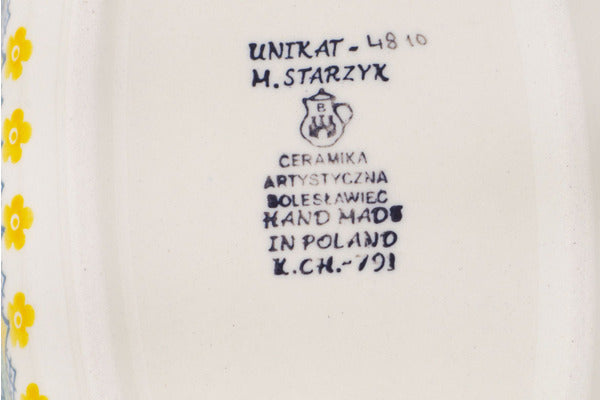 UNIKAT - 4810
M. STARZYK
B
CERAMIKA
ARTYSTYCZNA
BOLESŁAWIEC
HAND MADE
IN POLAND
K.CH.-791